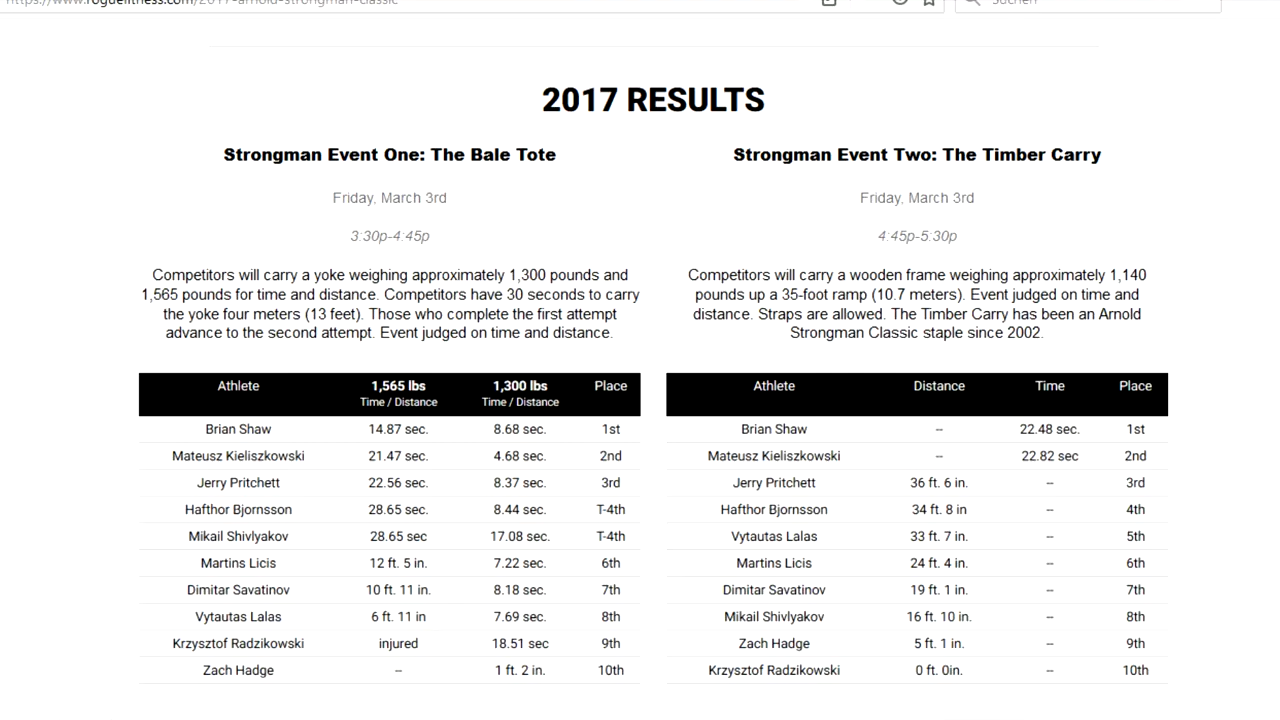 https://www.roguefitness.com/2017-arnold-strongman-classic
Suchen
2017 RESULTS
Strongman Event One: The Bale Tote
Friday, March 3rd
3:30p-4:45p
Competitors will carry a yoke weighing approximately 1,300 pounds and
1,565 pounds for time and distance. Competitors have 30 seconds to carry
the yoke four meters (13 feet). Those who complete the first attempt
advance to the second attempt. Event judged on time and distance.
Athlete 1,565 lbs 1,300 lbs Place
Time / Distance Time / Distance
Brian Shaw 14.87 sec. 8.68 sec. 1st
Mateusz Kieliszkowski 21.47 sec. 4.68 sec. 2nd
Jerry Pritchett 22.56 sec. 8.37 sec. 3rd
Hafthor Bjornsson 28.65 sec. 8.44 sec. T-4th
Mikail Shivlyakov 28.65 sec 17.08 sec. T-4th
Martins Licis 12 ft. 5 in. 7.22 sec. 6th
Dimitar Savatinov 10 ft. 11 in. 8.18 sec. 7th
Vytautas Lalas 6 ft. 11 in 7.69 sec. 8th
Krzysztof Radzikowski injured 18.51 sec 9th
Zach Hadge -- 1 ft. 2 in. 10th
Strongman Event Two: The Timber Carry
Friday, March 3rd
4:45p-5:30p
Competitors will carry a wooden frame weighing approximately 1,140
pounds up a 35-foot ramp (10.7 meters). Event judged on time and
distance. Straps are allowed. The Timber Carry has been an Arnold
Strongman Classic staple since 2002.
Athlete Distance Time Place
Brian Shaw -- 22.48 sec. 1st
Mateusz Kieliszkowski -- 22.82 sec 2nd
Jerry Pritchett 36 ft. 6 in. -- 3rd
Hafthor Bjornsson 34 ft. 8 in -- 4th
Vytautas Lalas 33 ft. 7 in. -- 5th
Martins Licis 24 ft. 4 in. -- 6th
Dimitar Savatinov 19 ft. 1 in. -- 7th
Mikail Shivlyakov 16 ft. 10 in. -- 8th
Zach Hadge 5 ft. 1 in. -- 9th
Krzysztof Radzikowski 0 ft. 0in. -- 10th